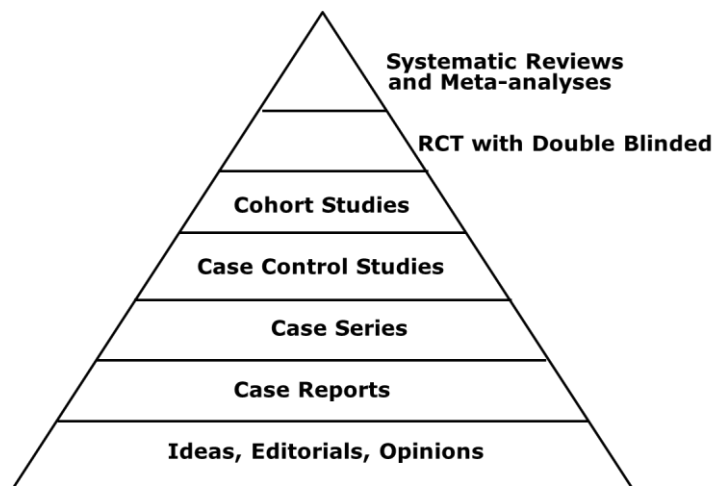 Systematic Reviews
and Meta-analyses
RCT with Double Blinded
Cohort Studies
Case Control Studies
Case Series
Case Reports
Ideas, Editorials, Opinions